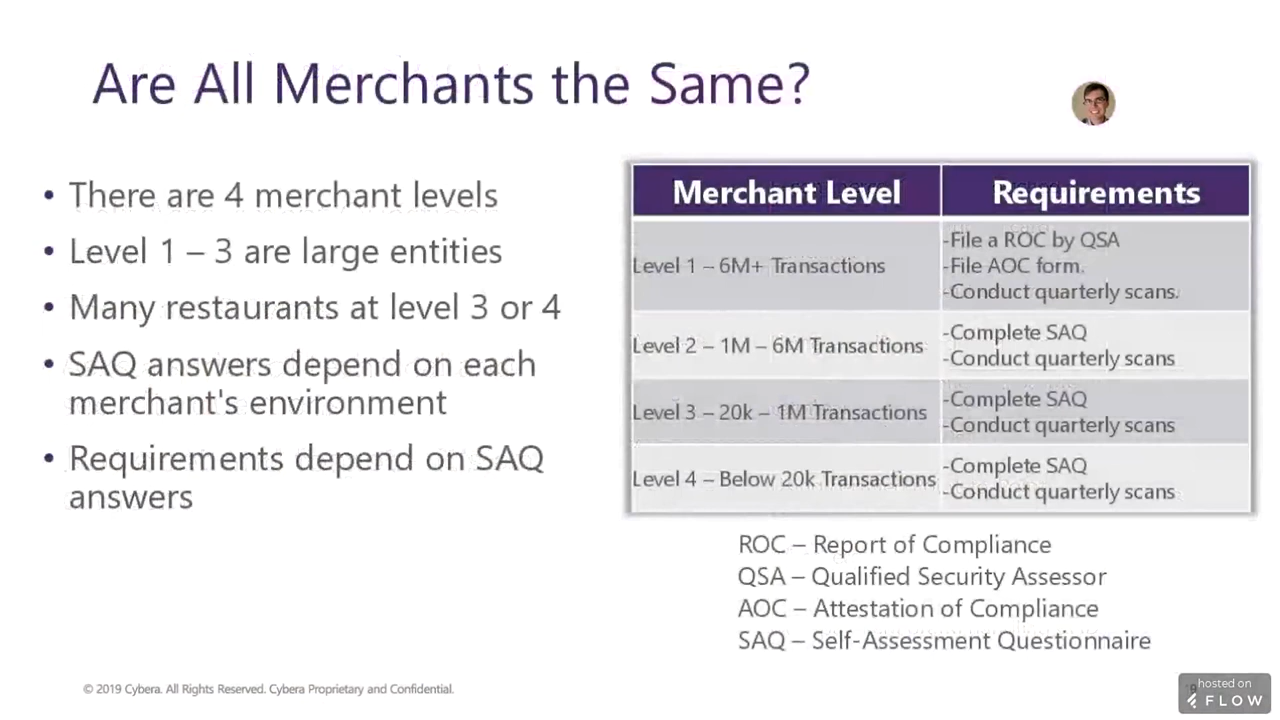 Are All Merchants the Same?
• There are 4 merchant levels
• Level 1 – 3 are large entities
• Many restaurants at level 3 or 4
• SAQ answers depend on each
merchant's environment
• Requirements depend on SAQ
answers
Merchant Level
Requirements
Level 1 – 6M+ Transactions
-File a ROC by QSA
-File AOC form.
-Conduct quarterly scans.
Level 2 – 1M – 6M Transactions
-Complete SAQ
-Conduct quarterly scans
Level 3 – 20k – 1M Transactions
-Complete SAQ
-Conduct quarterly scans
Level 4 – Below 20k Transactions
-Complete SAQ
-Conduct quarterly scans
ROC – Report of Compliance
QSA – Qualified Security Assessor
AOC – Attestation of Compliance
SAQ – Self-Assessment Questionnaire
© 2019 Cybera. All Rights Reserved. Cybera Proprietary and Confidential.
hosted on
FLOW